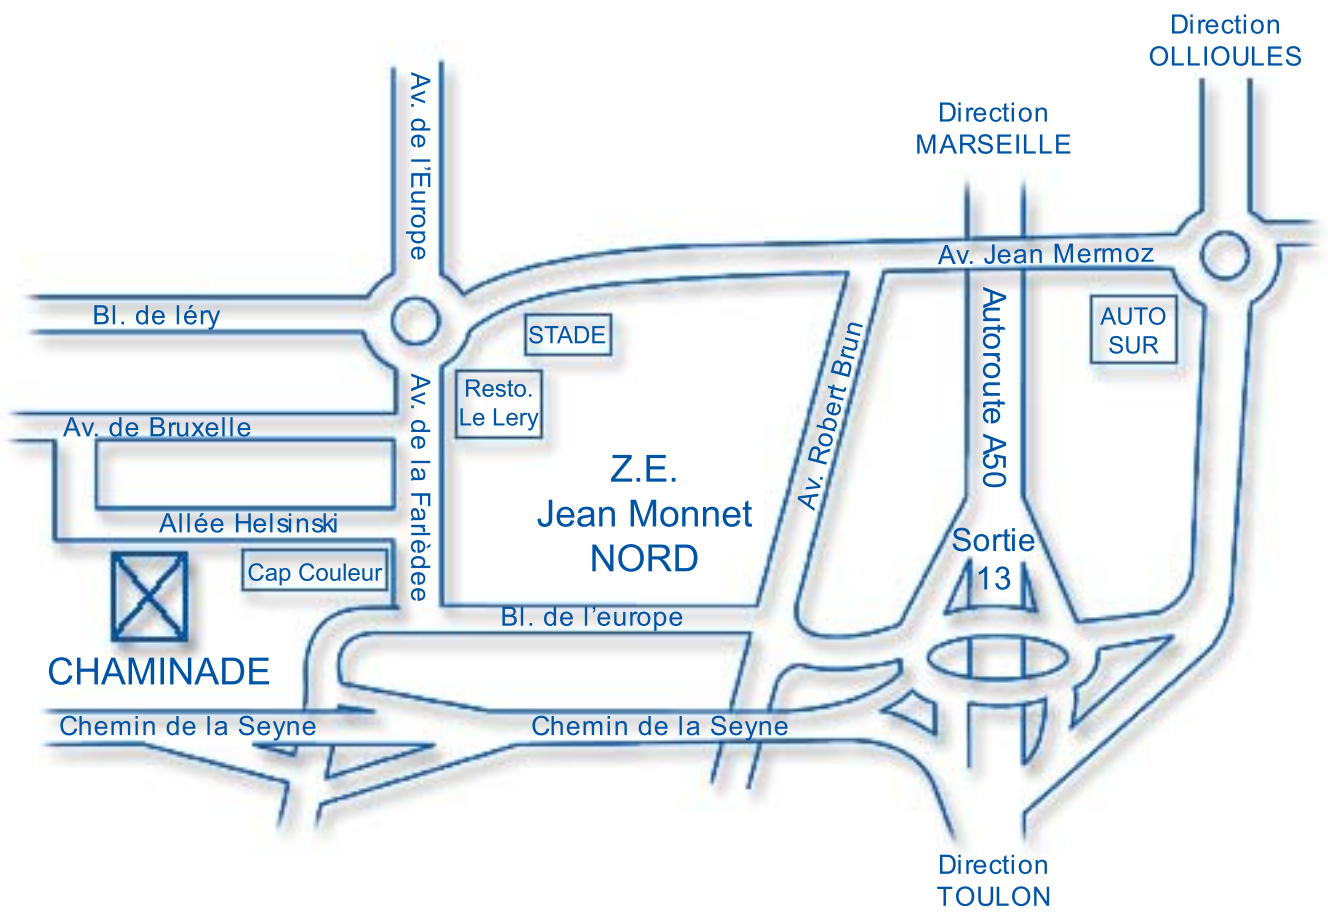 Direction
OLLIOULES
Direction
MARSEILLE
Av. de l'Europe
Av. Jean Mermoz
Bl. de léry
STADE
AUTO
SUR
Autoroute A50
Av. Robert Brun
Resto.
Le Lery
Av. de Bruxelle
Av. de la Farlèdee
Z.E.
Jean Monnet
NORD
Allée Helsinski
Sortie
13
Cap Couleur
Bl. de l'europe
CHAMINADE
Chemin de la Seyne
Chemin de la Seyne
Direction
TOULON